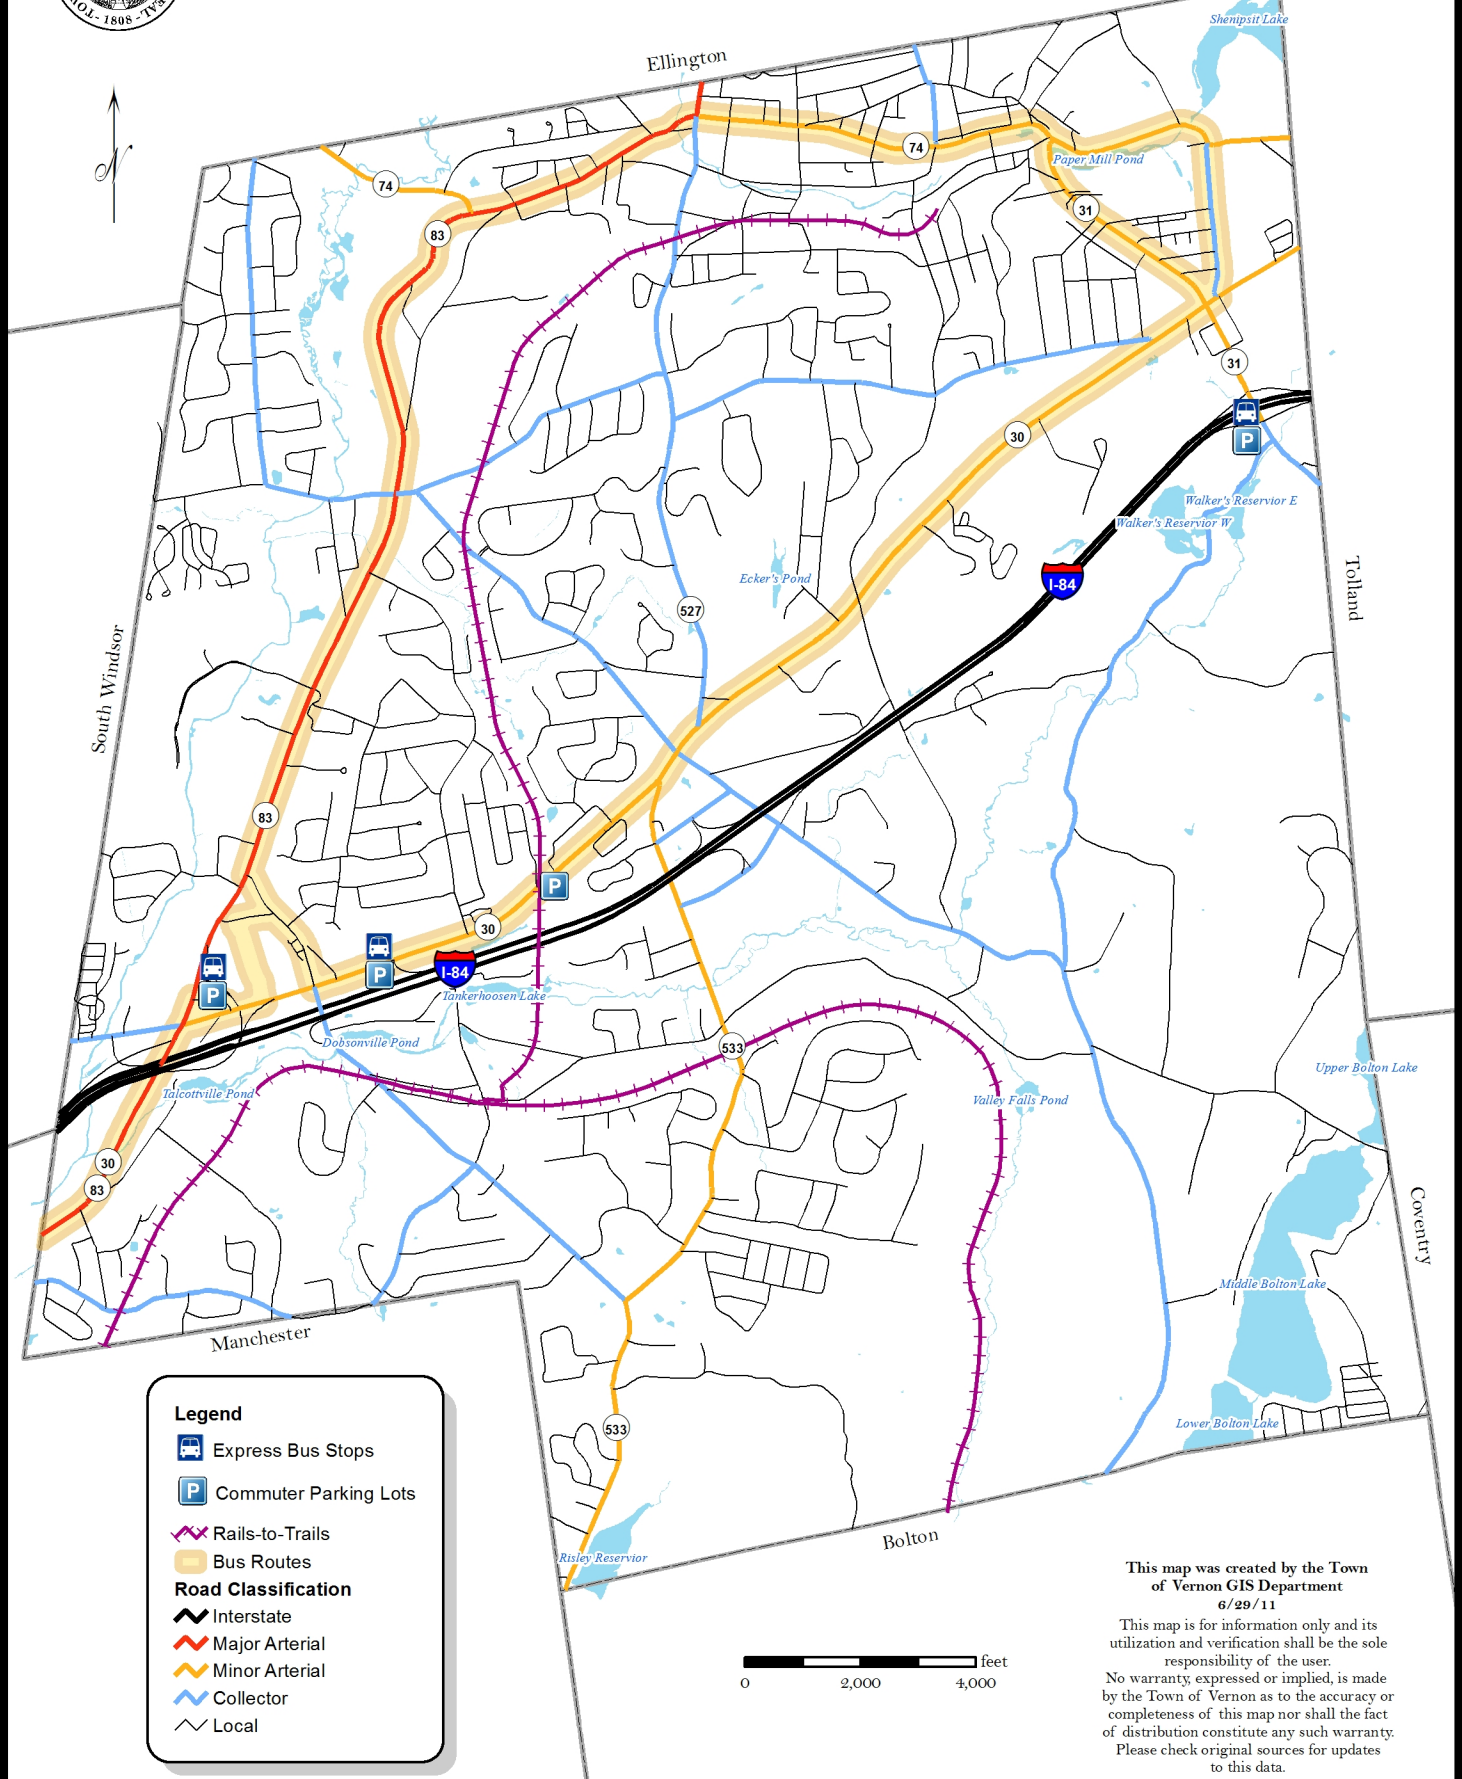 TOW
- 1808 -
EAL
Shenipsit Lake
Ellington
N
74
Paper Mill Pond
74
31
83
31
30
Walker's Reservior E
Walker's Reservior W
Tolland
Ecker's Pond
I-84
527
South Windsor
83
30
I-84
Tankerhoosen Lake
Dobsonville Pond
533
Upper Bolton Lake
Talcottville Pond
Valley Falls Pond
30
83
Coventry
Middle Bolton Lake
Manchester
Lower Bolton Lake
533
Bolton
Risley Reservior
P
P
P
P
Legend
Express Bus Stops
P Commuter Parking Lots
Rails-to-Trails
Bus Routes
Road Classification
Interstate
Major Arterial
Minor Arterial
Collector
Local
feet
0 2,000 4,000
This map was created by the Town
of Vernon GIS Department
6/29/11
This map is for information only and its
utilization and verification shall be the sole
responsibility of the user.
No warranty, expressed or implied, is made
by the Town of Vernon as to the accuracy or
completeness of this map nor shall the fact
of distribution constitute any such warranty.
Please check original sources for updates
to this data.